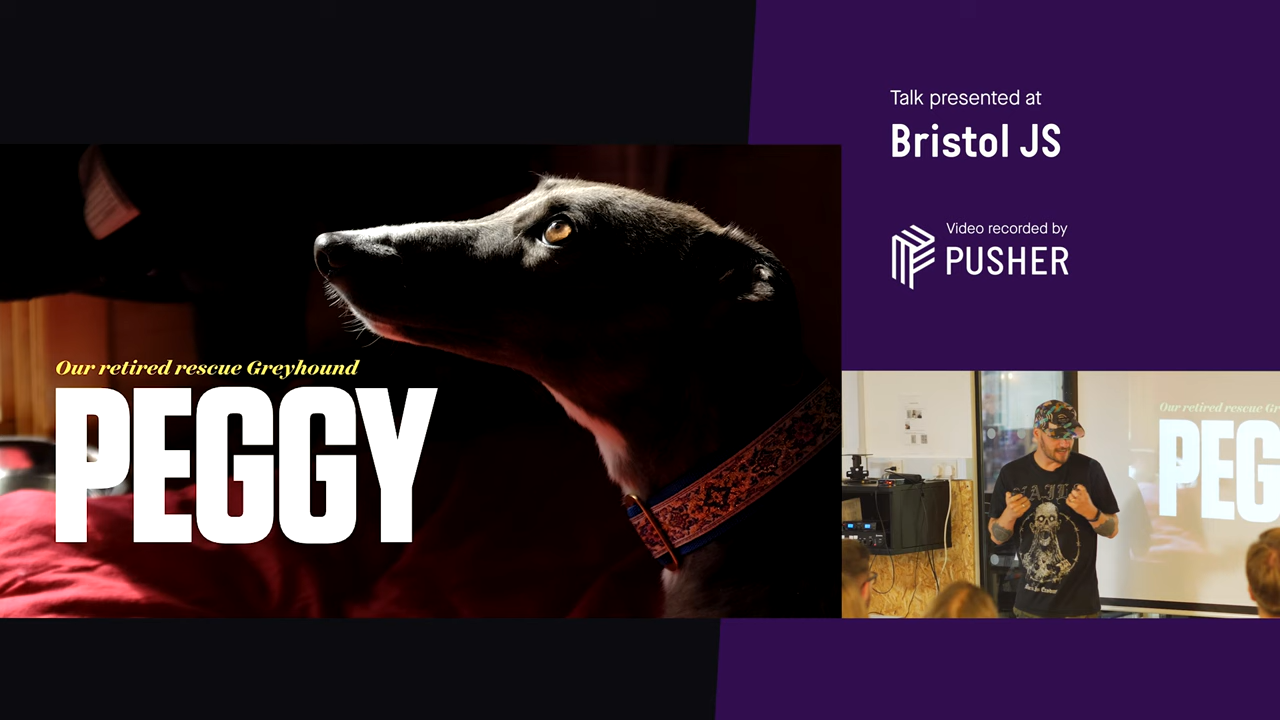 Talk presented at
Bristol JS
Video recorded by
PUSHER
Our retired rescue Greyhound
PEGGY
Our retired rescue Gr
PEG